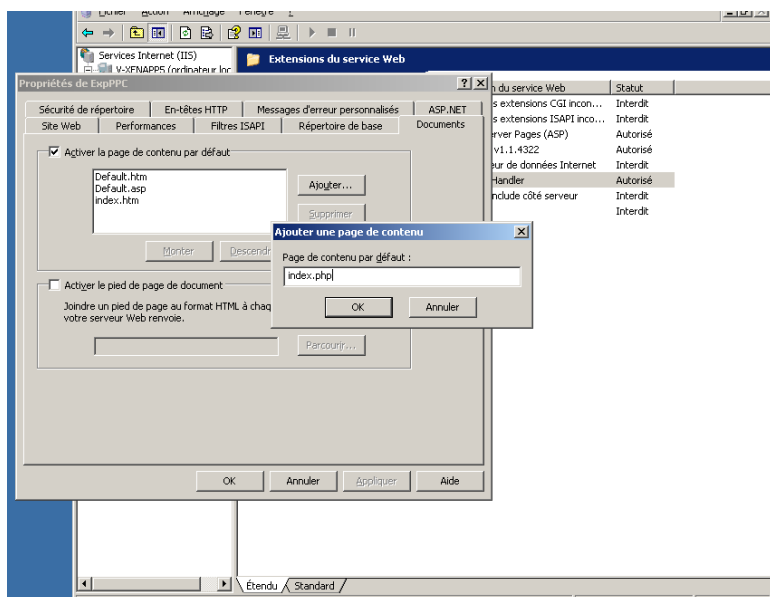 Fichier Action Affichage Fenêtre ?
Services Internet (IIS)
V-XENAPP5 (ordinateur loc
Extensions du service Web
Propriétés de ExpPPC
Sécurité de répertoire
En-têtes HTTP
Messages d'erreur personnalisés
ASP.NET
Site Web
Performances
Filtres ISAPI
Répertoire de base
Documents
Activer la page de contenu par défaut
Default.htm
Default.asp
index.htm
Ajouter...
Supprimer
Monter
Descendr
Activer le pied de page de document
Joindre un pied de page au format HTML à chaq
votre serveur Web renvoie.
Parcourir...
OK
Annuler
Appliquer
Aide
Ajouter une page de contenu
Page de contenu par défaut :
index.php
OK
Annuler
n du service Web
Statut
s extensions CGI incon...
Interdit
s extensions ISAPI inco...
Interdit
rver Pages (ASP)
Autorisé
v1.1.4322
Autorisé
eur de données Internet
Interdit
Handler
Autorisé
nclude côté serveur
Interdit
Interdit
Étendu
Standard